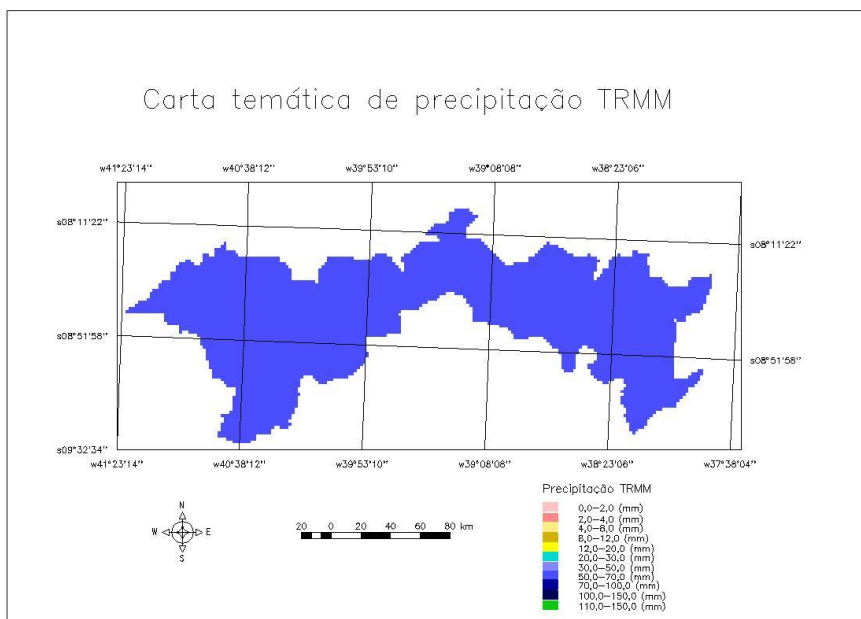 Carta temática de precipitação TRMM
w41°23'14" w40°38'12" w39°53'10" w39°08'08" w38°23'06"
s08°11'22" s08°11'22"
s08°51'58" s08°51'58"
s09°32'34"
w41°23'14" w40°38'12" w39°53'10" w39°08'08" w38°23'06" w37°38'04"
N
W E
S
20 0 20 40 60 80 km
Precipitação TRMM
0,0-2,0 (mm)
2,0-4,0 (mm)
4,0-6,0 (mm)
8,0-12,0 (mm)
12,0-20,0 (mm)
20,0-30,0 (mm)
30,0-50,0 (mm)
50,0-70,0 (mm)
70,0-100,0 (mm)
100,0-150,0 (mm)
110,0-150,0 (mm)